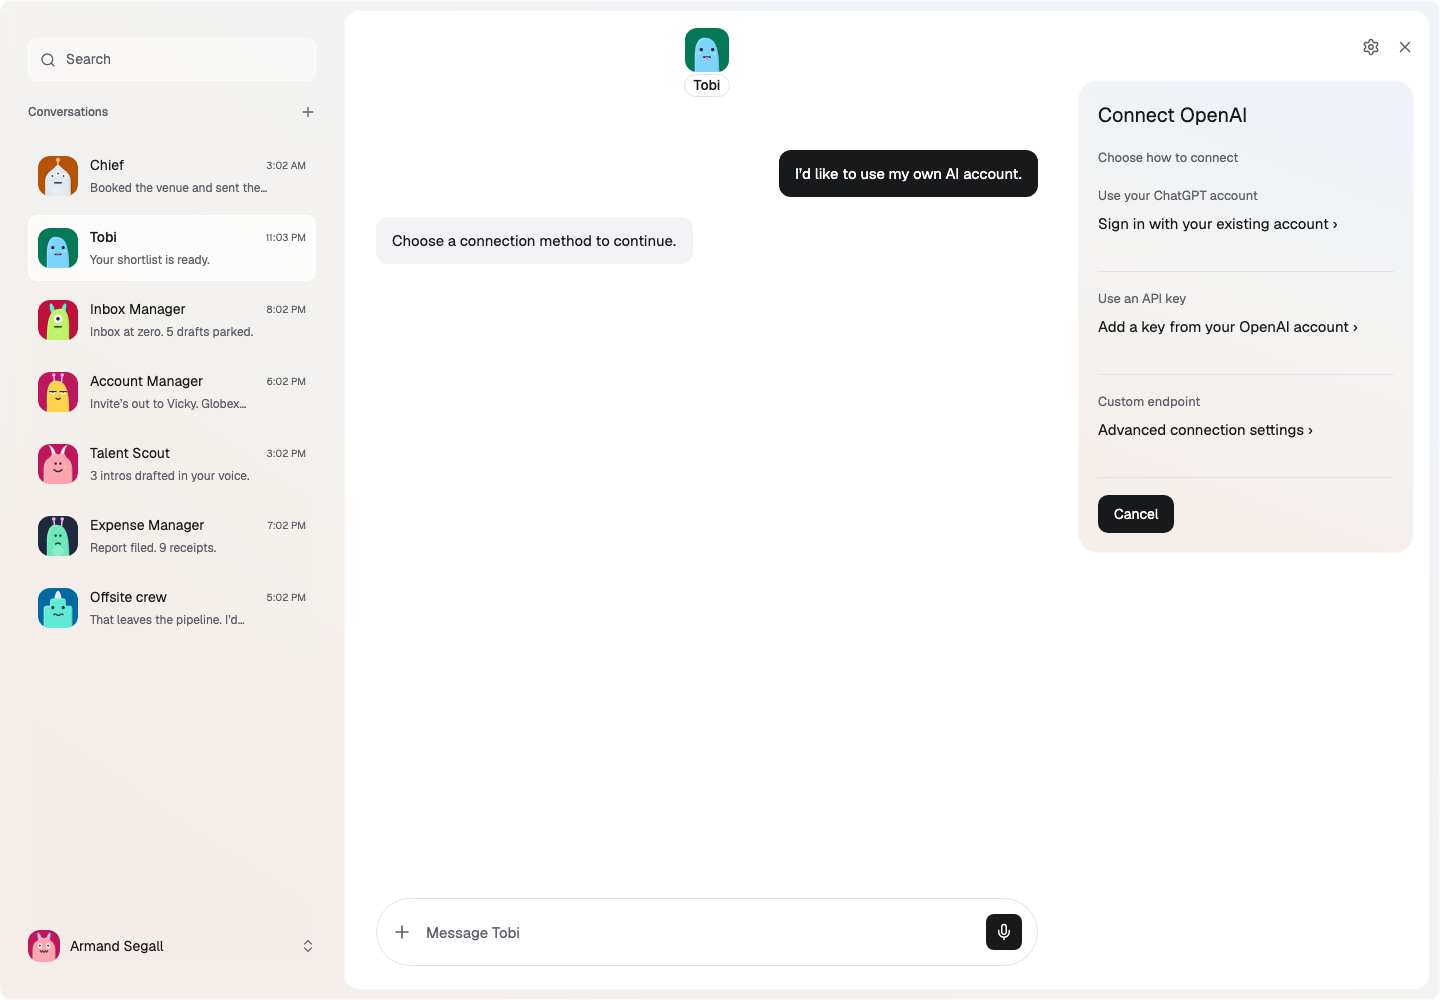 Search
Conversations
Chief
3:02 AM
Booked the venue and sent the…
Tobi
11:03 PM
Your shortlist is ready.
Inbox Manager
8:02 PM
Inbox at zero. 5 drafts parked.
Account Manager
6:02 PM
Invite's out to Vicky. Globex…
Talent Scout
3:02 PM
3 intros drafted in your voice.
Expense Manager
7:02 PM
Report filed. 9 receipts.
Offsite crew
5:02 PM
That leaves the pipeline. I'd…
Armand Segall
Tobi
I'd like to use my own AI account.
Choose a connection method to continue.
Message Tobi
Connect OpenAI
Choose how to connect
Use your ChatGPT account
Sign in with your existing account ›
Use an API key
Add a key from your OpenAI account ›
Custom endpoint
Advanced connection settings ›
Cancel